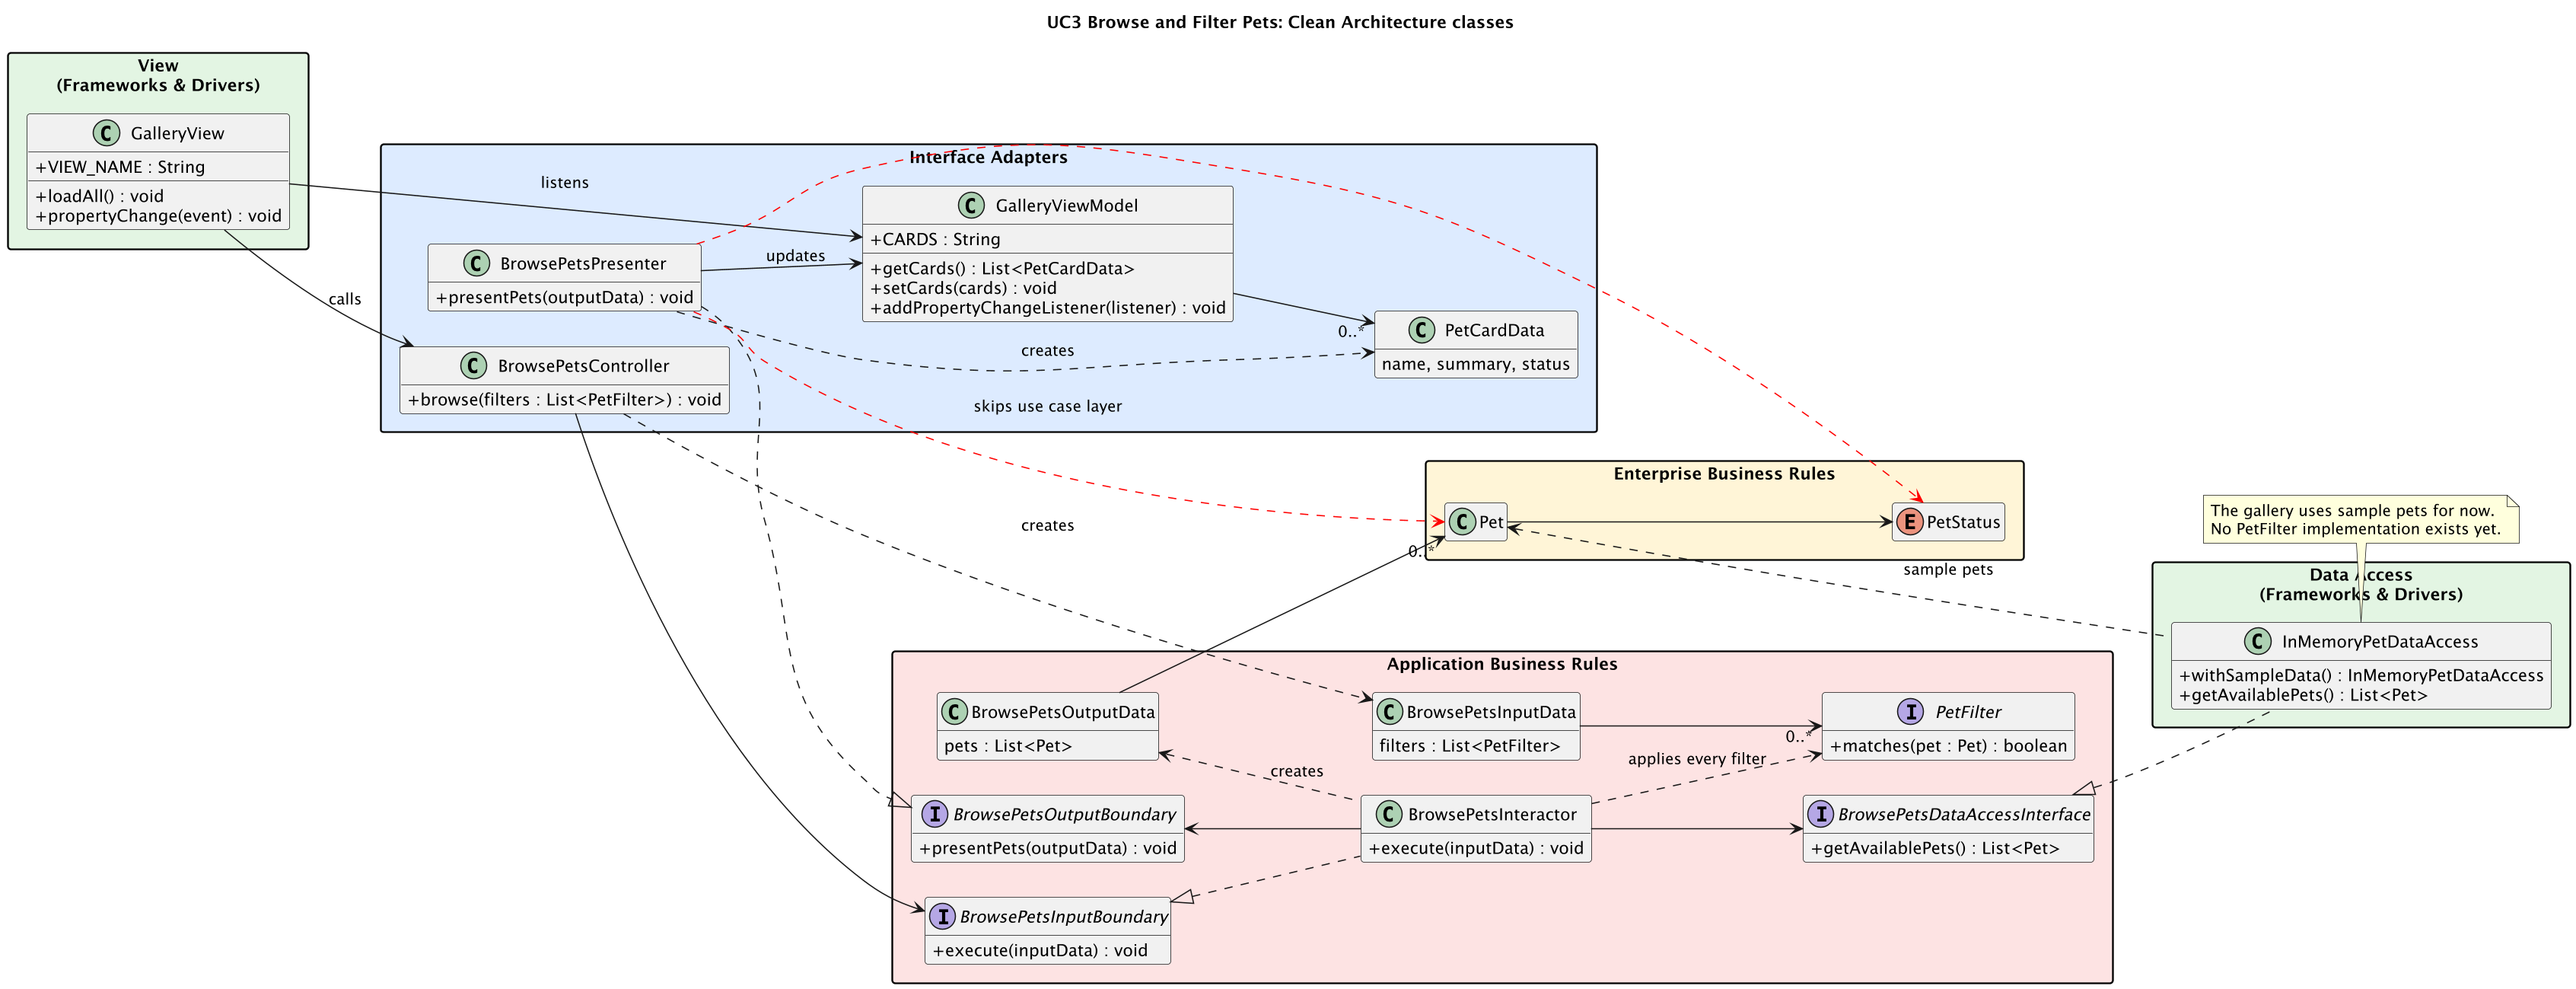 UC3 Browse and Filter Pets: Clean Architecture classes
View
(Frameworks & Drivers)
C GalleryView
+VIEW_NAME : String
+loadAll() : void
+propertyChange(event) : void
Interface Adapters
listens
C GalleryViewModel
+CARDS : String
+getCards() : List<PetCardData>
+setCards(cards) : void
+addPropertyChangeListener(listener) : void
C BrowsePetsPresenter
+presentPets(outputData) : void
updates
calls
0..*
C PetCardData
name, summary, status
creates
C BrowsePetsController
+browse(filters : List<PetFilter>) : void
skips use case layer
Enterprise Business Rules
C Pet
E PetStatus
0..*
creates
sample pets
The gallery uses sample pets for now.
No PetFilter implementation exists yet.
Data Access
(Frameworks & Drivers)
C InMemoryPetDataAccess
+withSampleData() : InMemoryPetDataAccess
+getAvailablePets() : List<Pet>
Application Business Rules
C BrowsePetsOutputData
pets : List<Pet>
C BrowsePetsInputData
filters : List<PetFilter>
0..*
I PetFilter
+matches(pet : Pet) : boolean
creates
applies every filter
I BrowsePetsOutputBoundary
+presentPets(outputData) : void
C BrowsePetsInteractor
+execute(inputData) : void
I BrowsePetsDataAccessInterface
+getAvailablePets() : List<Pet>
I BrowsePetsInputBoundary
+execute(inputData) : void